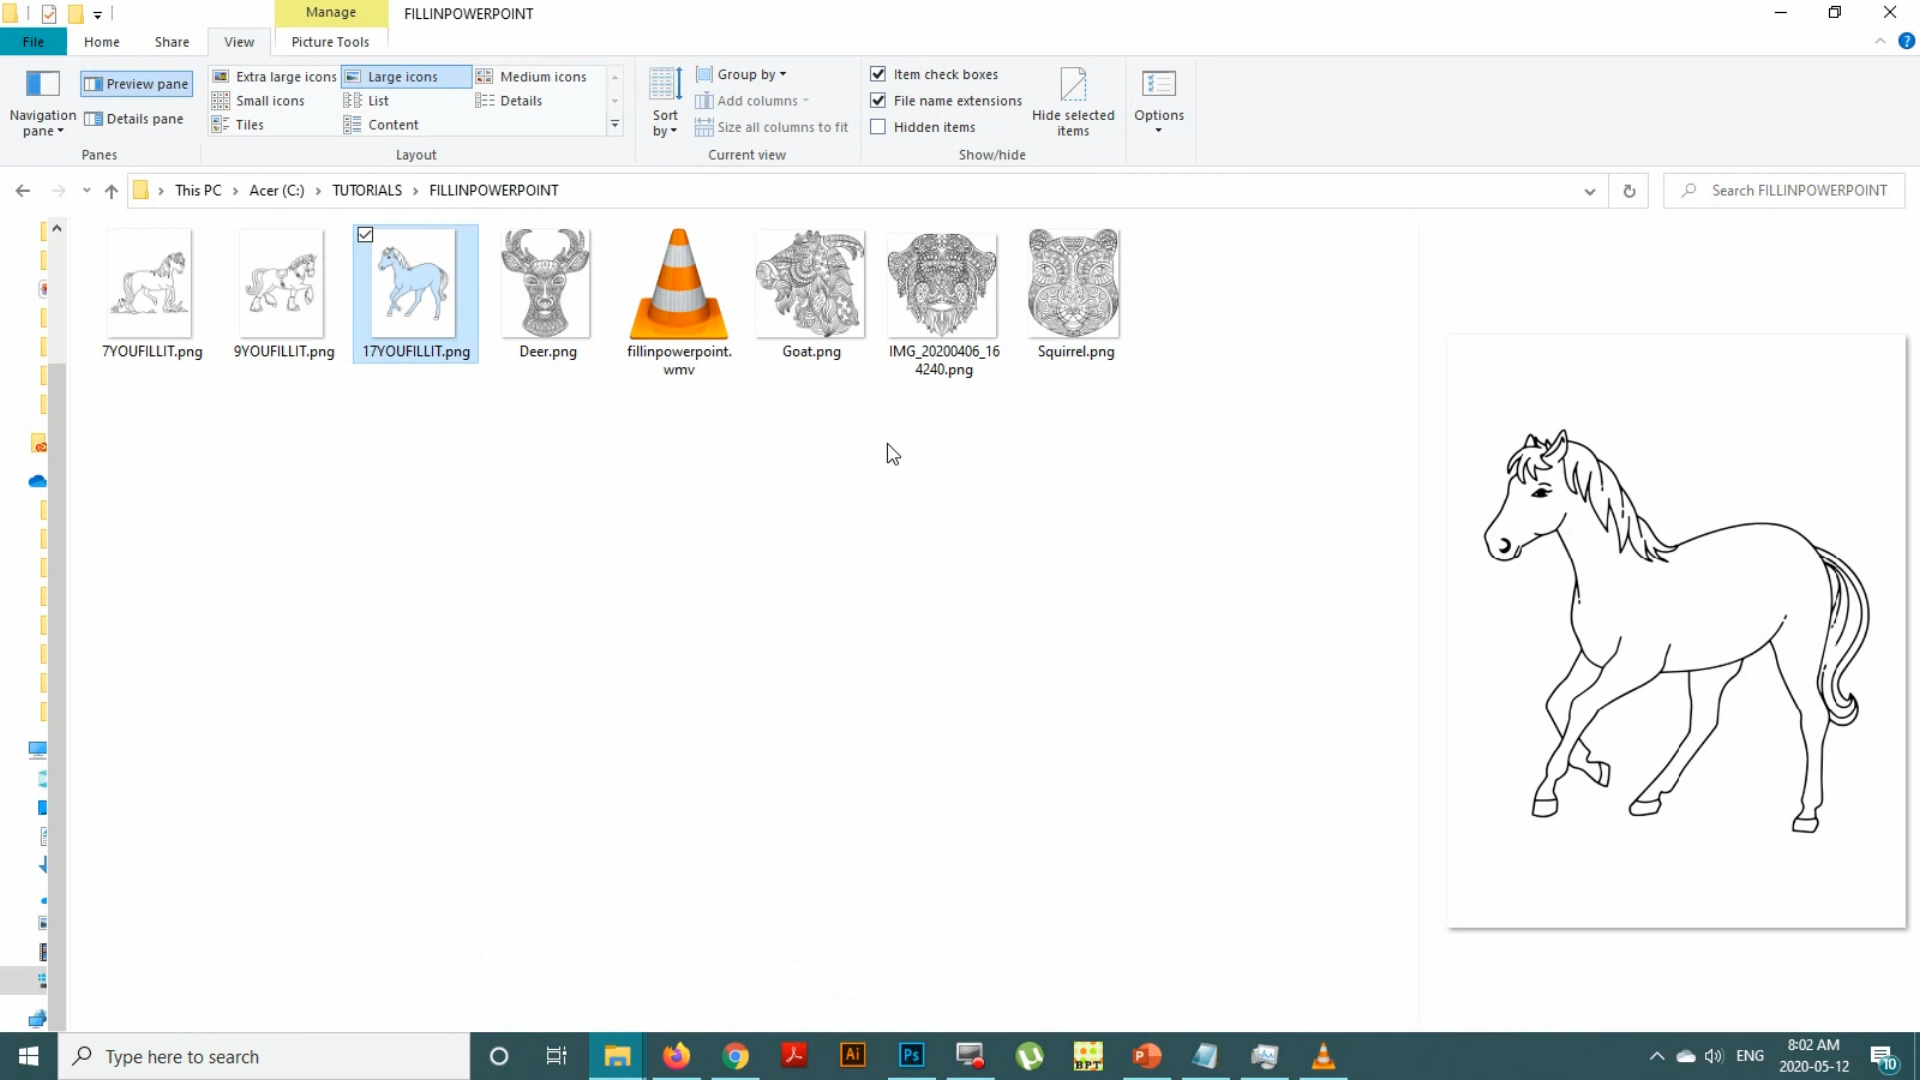 Manage
FILLINPOWERPOINT
File
Home
Share
View
Picture Tools
Navigation
pane
Preview pane
Details pane
Panes
Extra large icons
Large icons
Medium icons
Small icons
List
Details
Tiles
Content
Layout
Sort
by
Group by
Add columns
Size all columns to fit
Current view
Item check boxes
File name extensions
Hidden items
Hide selected
items
Show/hide
Options
This PC
Acer (C:)
TUTORIALS
FILLINPOWERPOINT
Search FILLINPOWERPOINT
7YOUFILLIT.png
9YOUFILLIT.png
17YOUFILLIT.png
Deer.png
fillinpowerpoint.
wmv
Goat.png
IMG_20200406_16
4240.png
Squirrel.png
Type here to search
Ai
Ps
BPT
ENG
8:02 AM
2020-05-12
10